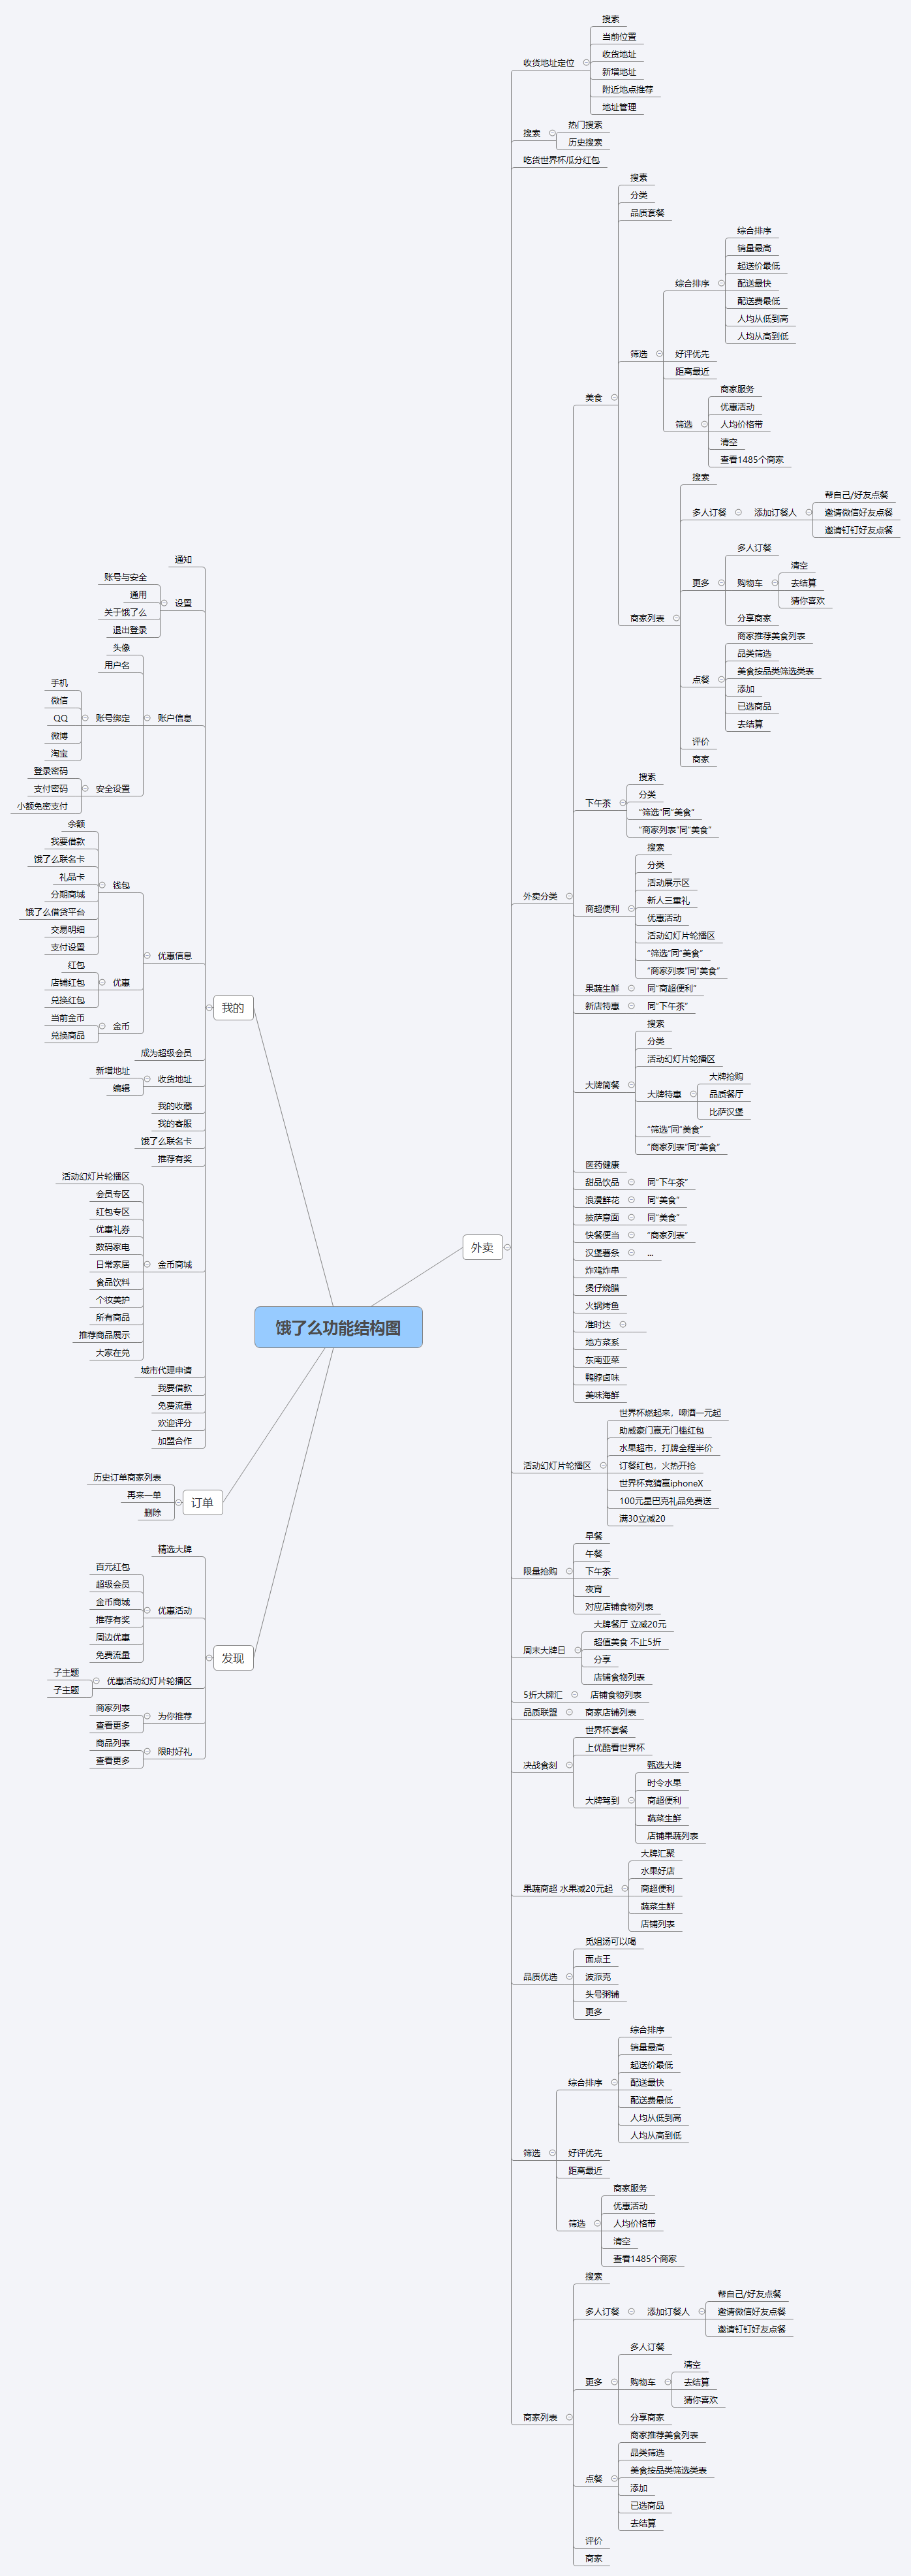 饿了么功能结构图
外卖
收货地址定位
搜索
当前位置
收货地址
新增地址
附近地点推荐
地址管理
搜索
热门搜索
历史搜索
吃货世界杯瓜分红包
外卖分类
美食
搜素
分类
品质套餐
筛选
综合排序
综合排序
销量最高
起送价最低
配送最快
配送费最低
人均从低到高
人均从高到低
好评优先
距离最近
筛选
商家服务
优惠活动
人均价格带
清空
查看1485个商家
商家列表
搜索
多人订餐
添加订餐人
帮自己/好友点餐
邀请微信好友点餐
邀请钉钉好友点餐
更多
多人订餐
购物车
清空
去结算
猜你喜欢
分享商家
点餐
商家推荐美食列表
品类筛选
美食按品类筛选类表
添加
已选商品
去结算
评价
商家
下午茶
搜索
分类
“筛选”同“美食”
“商家列表”同“美食”
商超便利
搜素
分类
活动展示区
新人三重礼
优惠活动
活动幻灯片轮播区
“筛选”同“美食”
“商家列表”同“美食”
果蔬生鲜
同“商超便利”
新店特惠
同“下午茶”
大牌简餐
搜素
分类
活动幻灯片轮播区
大牌特惠
大牌抢购
品质餐厅
比萨汉堡
“筛选”同“美食”
“商家列表”同“美食”
医药健康
甜品饮品
同“下午茶”
浪漫鲜花
同“美食”
披萨意面
同“美食”
快餐便当
“商家列表”
汉堡薯条
...
炸鸡炸串
煲仔烧腊
火锅烤鱼
准时达
地方菜系
东南亚菜
鸭脖卤味
美味海鲜
活动幻灯片轮播区
世界杯燃起来，啤酒一元起
助威豪门赢无门槛红包
水果超市，打牌全程半价
订餐红包，火热开抢
世界杯竞猜赢iphoneX
100元星巴克礼品免费送
满30立减20
限量抢购
早餐
午餐
下午茶
夜宵
对应店铺食物列表
周末大牌日
大牌餐厅 立减20元
超值美食 不止5折
分享
店铺食物列表
5折大牌汇
店铺食物列表
品质联盟
商家店铺列表
决战食刻
世界杯套餐
上优酷看世界杯
大牌驾到
甄选大牌
时令水果
商超便利
蔬菜生鲜
店铺果蔬列表
果蔬商超 水果减20元起
大牌汇聚
水果好店
商超便利
蔬菜生鲜
店铺列表
品质优选
觅姐汤可以喝
面点王
波派克
头号粥铺
更多
筛选
综合排序
综合排序
销量最高
起送价最低
配送最快
配送费最低
人均从低到高
人均从高到低
好评优先
距离最近
筛选
商家服务
优惠活动
人均价格带
清空
查看1485个商家
商家列表
搜素
多人订餐
添加订餐人
帮自己/好友点餐
邀请微信好友点餐
邀请钉钉好友点餐
更多
多人订餐
购物车
清空
去结算
猜你喜欢
分享商家
点餐
商家推荐美食列表
品类筛选
美食按品类筛选类表
添加
已选商品
去结算
评价
商家
我的
通知
设置
账号与安全
通用
关于饿了么
退出登录
账户信息
头像
用户名
账号绑定
手机
微信
QQ
微博
淘宝
安全设置
登录密码
支付密码
小额免密支付
优惠信息
钱包
余额
我要借款
饿了么联名卡
礼品卡
分期商城
饿了么借贷平台
交易明细
支付设置
优惠
红包
店铺红包
兑换红包
金币
当前金币
兑换商品
成为超级会员
收货地址
新增地址
编辑
我的收藏
我的客服
饿了么联名卡
推荐有奖
金币商城
活动幻灯片轮播区
会员专区
红包专区
优惠礼券
数码家电
日常家居
食品饮料
个妆美护
所有商品
推荐商品展示
大家在兑
城市代理申请
我要借款
免费流量
欢迎评分
加盟合作
订单
历史订单商家列表
再来一单
删除
发现
精选大牌
优惠活动
百元红包
超级会员
金币商城
推荐有奖
周边优惠
免费流量
优惠活动幻灯片轮播区
子主题
子主题
为你推荐
商家列表
查看更多
限时好礼
商品列表
查看更多